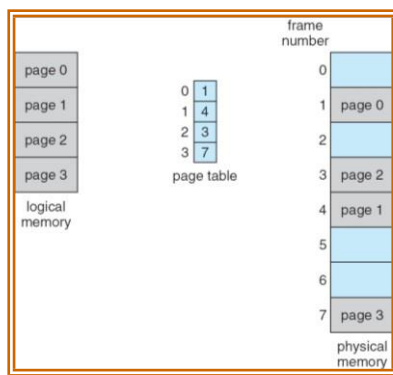 page 0
page 1
page 2
page 3
logical
memory
0 1
1 4
2 3
3 7
page table
frame
number
0
1 page 0
2
3 page 2
4 page 1
5
6
7 page 3
physical
memory